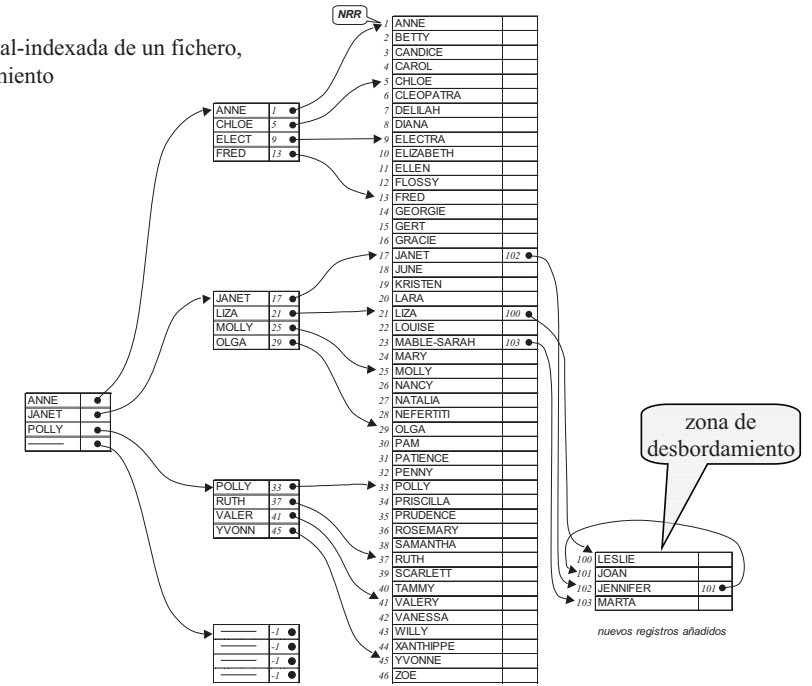 al-indexada de un fichero,
niento
NRR
1 ANNE
2 BETTY
3 CANDICE
4 CAROL
5 CHLOE
6 CLEOPATRA
7 DELILAH
8 DIANA
9 ELECTRA
10 ELIZABETH
11 ELLEN
12 FLOSSY
13 FRED
14 GEORGIE
15 GERT
16 GRACIE
17 JANET 102
18 JUNE
19 KRISTEN
20 LARA
21 LIZA 100
22 LOUISE
23 MABLE-SARAH 103
24 MARY
25 MOLLY
26 NANCY
27 NATALIA
28 NEFERTITI
29 OLGA
30 PAM
31 PATIENCE
32 PENNY
33 POLLY
34 PRISCILLA
35 PRUDENCE
36 ROSEMARY
38 SAMANTHA
37 RUTH
39 SCARLETT
40 TAMMY
41 VALERY
42 VANESSA
43 WILLY
44 XANTHIPPE
45 YVONNE
46 ZOE
ANNE 1
CHLOE 5
ELECT 9
FRED 13
JANET 17
LIZA 21
MOLLY 25
OLGA 29
ANNE
JANET
POLLY
POLLY 33
RUTH 37
VALER 41
YVONN 45
-1
-1
-1
-1
zona de
desbordamiento
100 LESLIE
101 JOAN
102 JENNIFER 101
103 MARTA
nuevos registros añadidos